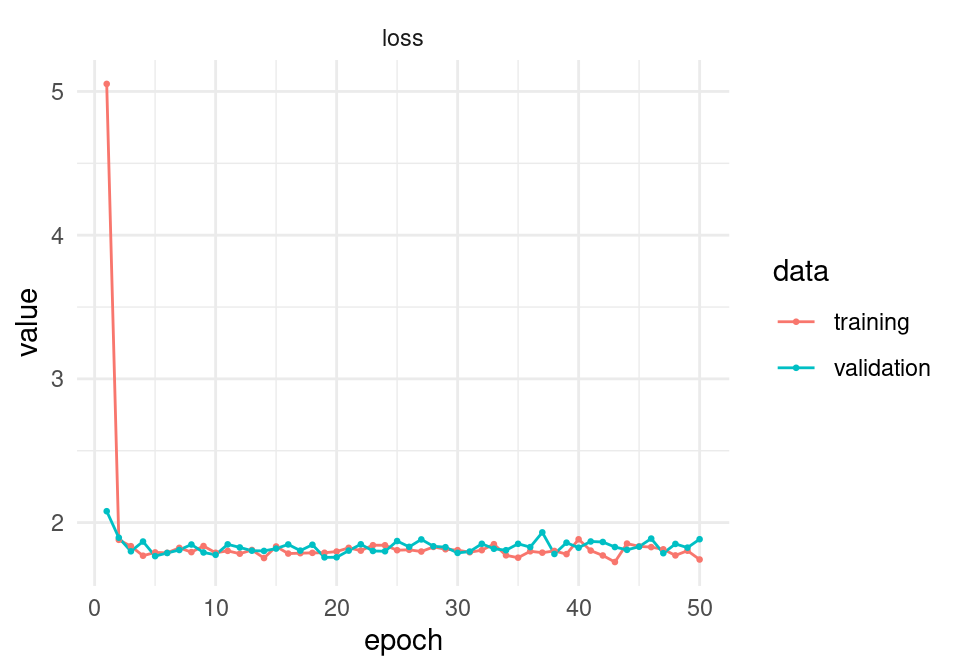 loss
5
4
3
2
value
0 10 20 30 40 50
epoch
data
training
validation